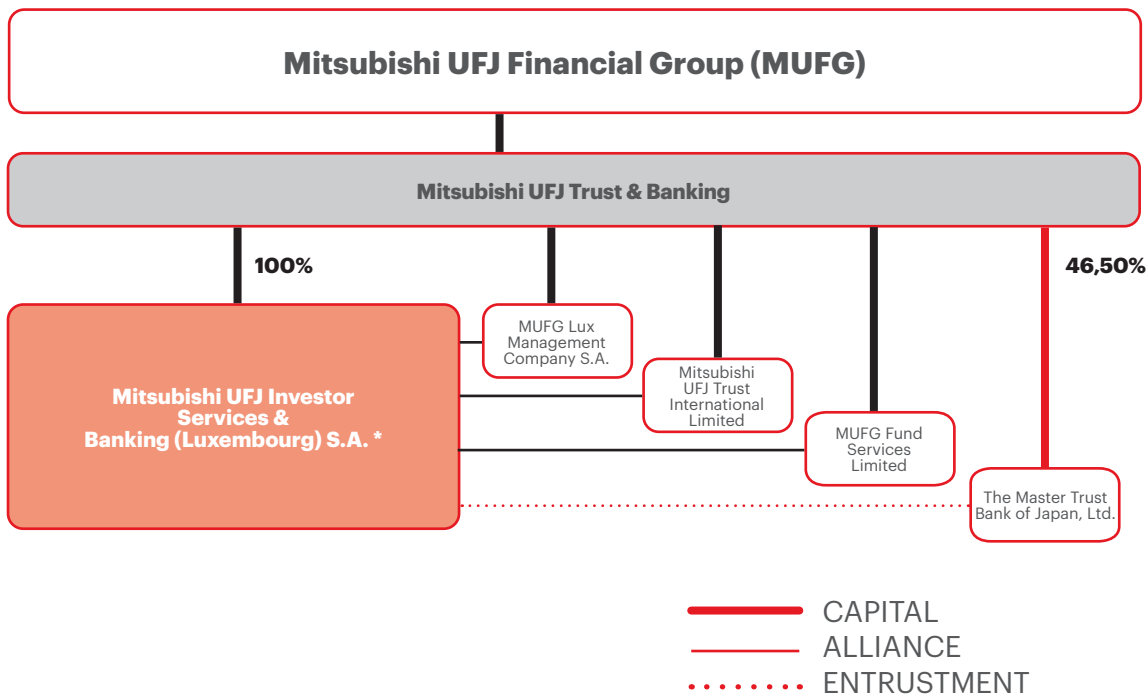 Mitsubishi UFJ Financial Group (MUFG)
Mitsubishi UFJ Trust & Banking
100%
46,50%
Mitsubishi UFJ Investor
Services &
Banking (Luxembourg) S.A. *
MUFG Lux
Management
Company S.A.
Mitsubishi
UFJ Trust
International
Limited
MUFG Fund
Services
Limited
The Master Trust
Bank of Japan, Ltd.
CAPITAL
ALLIANCE
ENTRUSTMENT